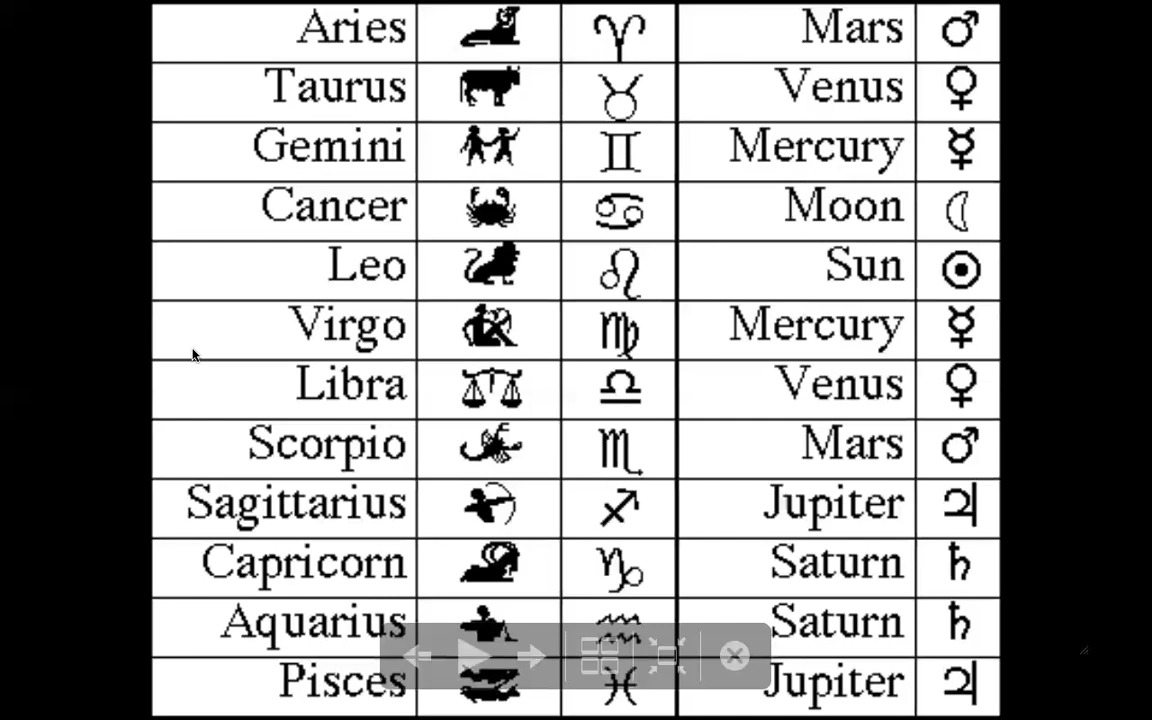 Aries ♈ Mars ♂
Taurus ♉ Venus ♀
Gemini ♊ Mercury ☿
Cancer ♋ Moon ☾
Leo ♌ Sun ☉
Virgo ♍ Mercury ☿
Libra ♎ Venus ♀
Scorpio ♏ Mars ♂
Sagittarius ♐ Jupiter ♃
Capricorn ♑ Saturn ♄
Aquarius ♒ Saturn ♄
Pisces ♓ Jupiter ♃